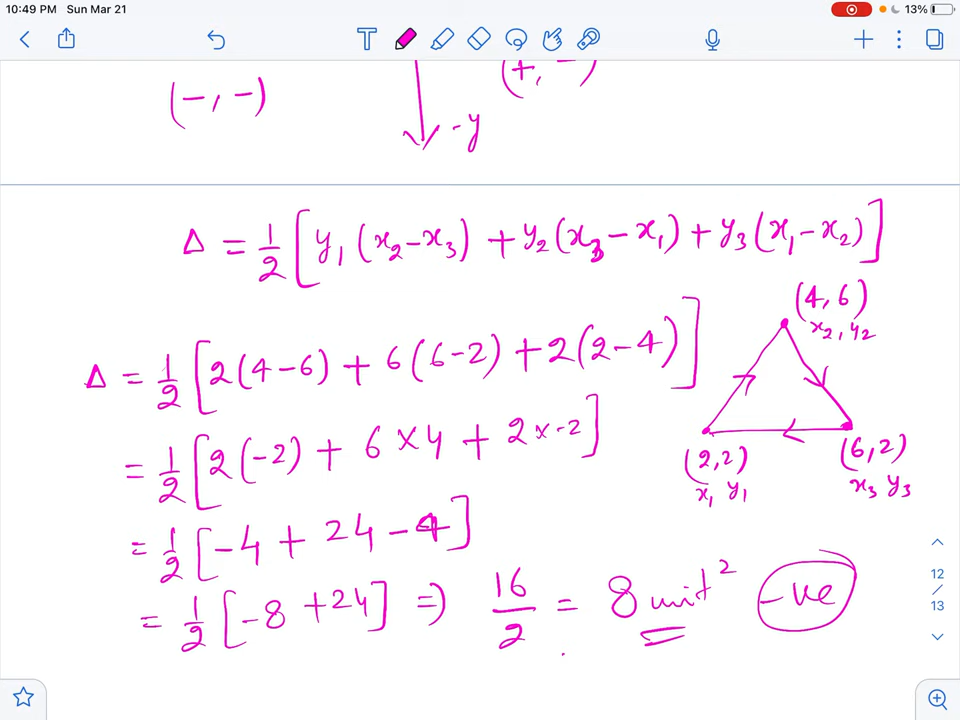 10:49 PM Sun Mar 21
13%
T
(−, −)
(+, −)
-y
Δ = 1/2 [y₁(x₂−x₃) + y₂(x₃−x₁) + y₃(x₁−x₂)]
(4,6)
x₂, y₂
Δ = 1/2 [2(4−6) + 6(6−2) + 2(2−4)]
= 1/2 [2(−2) + 6×4 + 2×-2]
(2,2)
x₁ y₁
(6,2)
x₃ y₃
= 1/2 [−4 + 24 − 4]
= 1/2 [−8 + 24] ⇒ 16/2 = 8 unit²
−ve
12
/
13